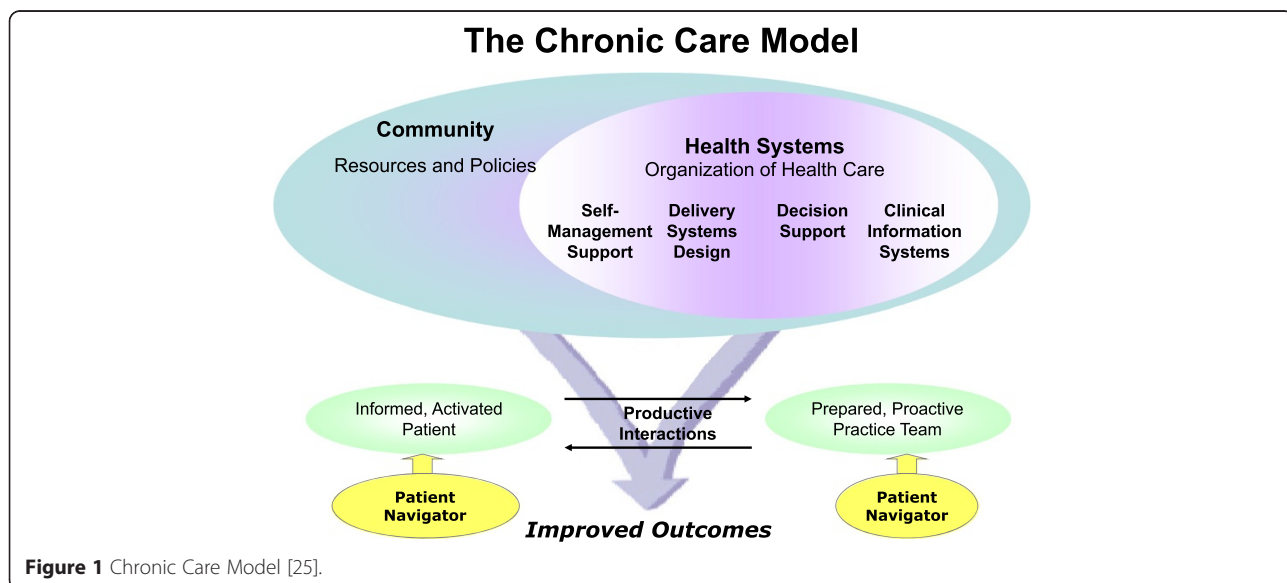 The Chronic Care Model
Community
Resources and Policies
Health Systems
Organization of Health Care
Self-
Management
Support
Delivery
Systems
Design
Decision
Support
Clinical
Information
Systems
Informed, Activated
Patient
Productive
Interactions
Prepared, Proactive
Practice Team
Patient
Navigator
Patient
Navigator
Improved Outcomes
Figure 1 Chronic Care Model [25].